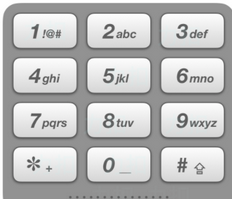 1 !@# 2 abc 3 def
4 ghi 5 jkl 6 mno
7 pqrs 8 tuv 9 wxyz
* + 0 _ # ⇧